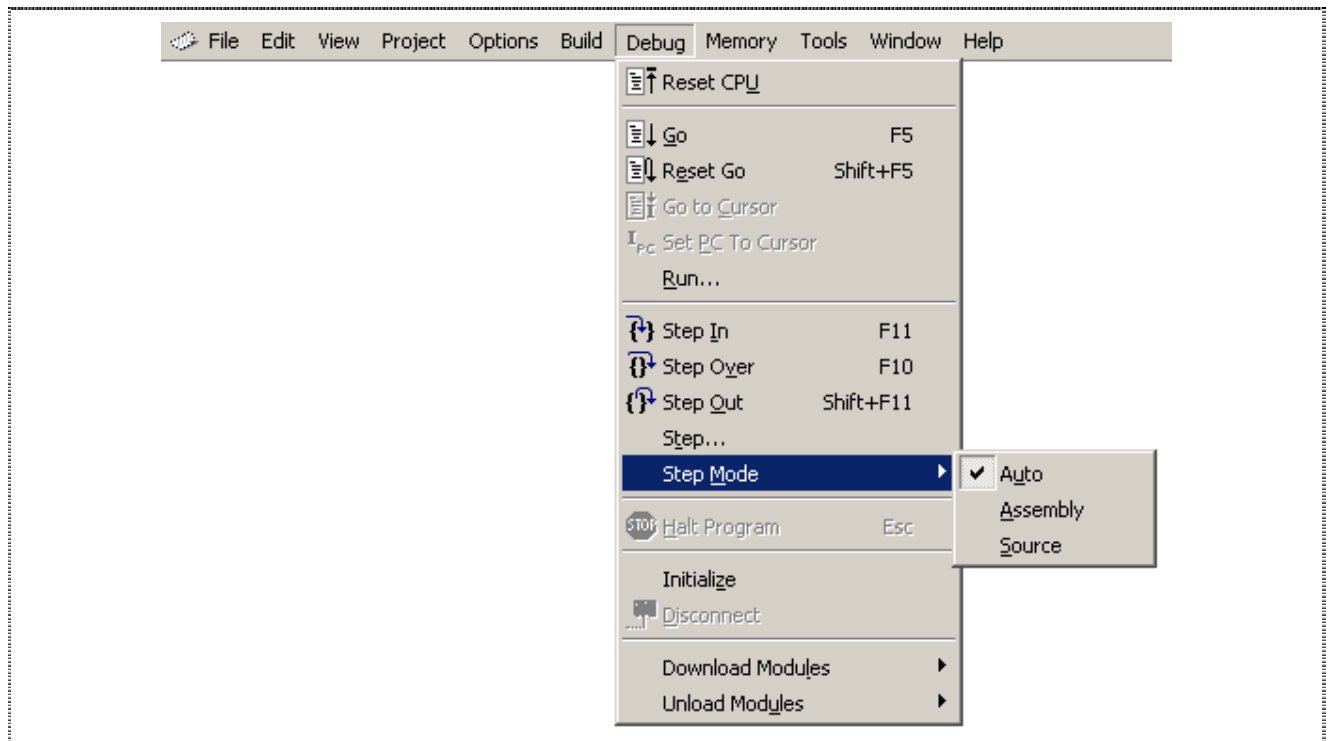 File Edit View Project Options Build Debug Memory Tools Window Help
Reset CPU
Go F5
Reset Go Shift+F5
Go to Cursor
IPC Set PC To Cursor
Run...
Step In F11
Step Over F10
Step Out Shift+F11
Step...
Step Mode
Auto
Assembly
Source
STOP Halt Program Esc
Initialize
Disconnect
Download Modules
Unload Modules